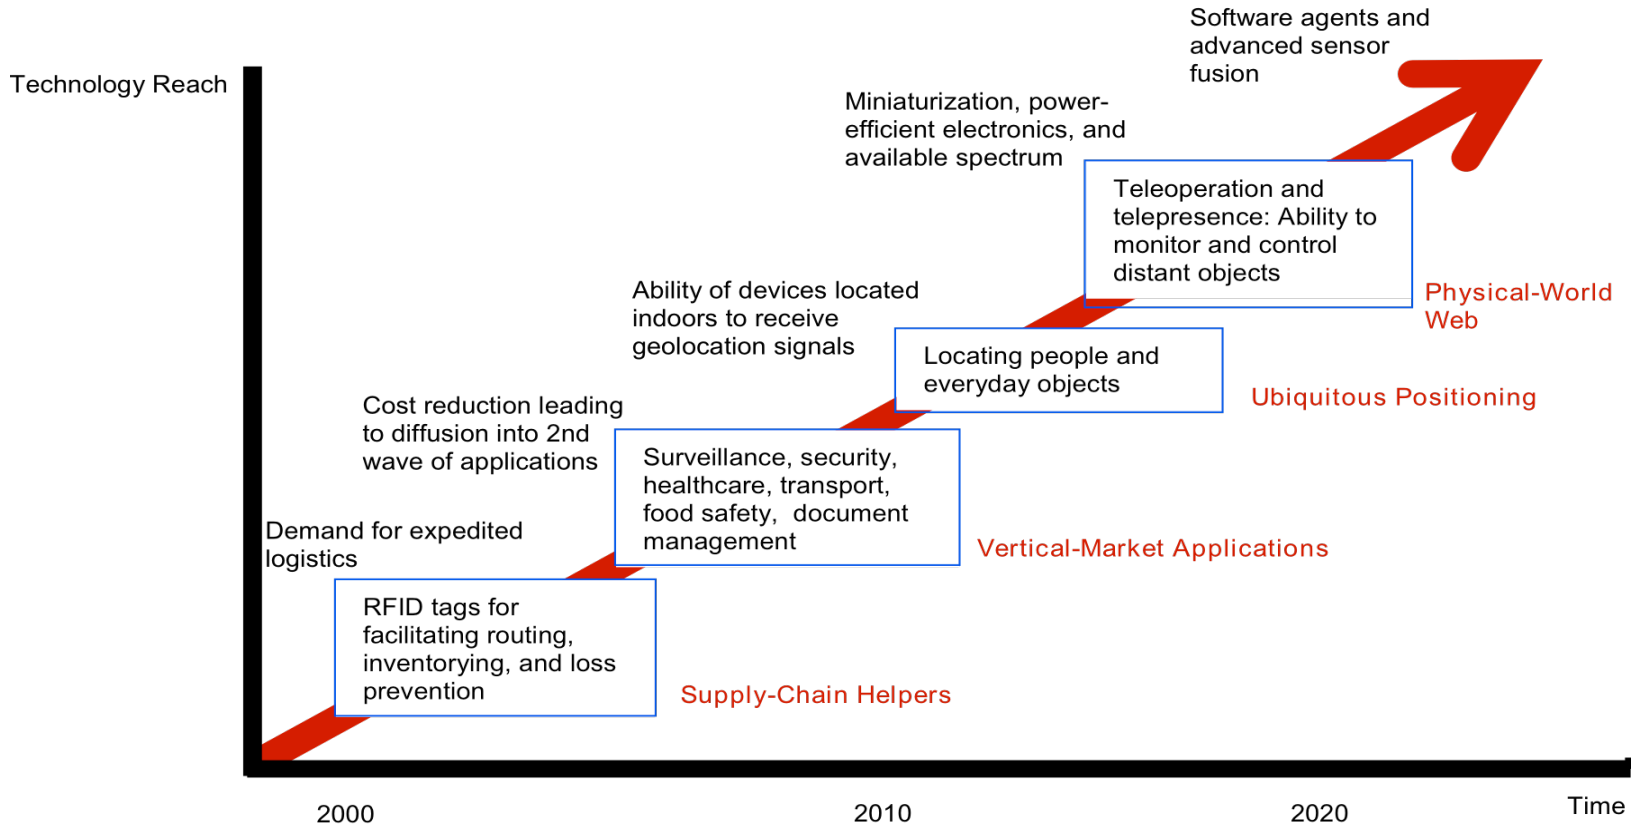 Software agents and
advanced sensor
fusion
Technology Reach
Miniaturization, power-
efficient electronics, and
available spectrum
Teleoperation and
telepresence: Ability to
monitor and control
distant objects
Physical-World
Web
Ability of devices located
indoors to receive
geolocation signals
Locating people and
everyday objects
Ubiquitous Positioning
Cost reduction leading
to diffusion into 2nd
wave of applications
Surveillance, security,
healthcare, transport,
food safety,  document
management
Vertical-Market Applications
Demand for expedited
logistics
RFID tags for
facilitating routing,
inventorying, and loss
prevention
Supply-Chain Helpers
2000
2010
2020
Time